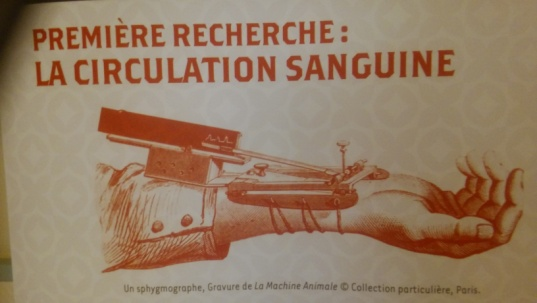 PREMIÈRE RECHERCHE :
LA CIRCULATION SANGUINE
Un sphygmographe, Gravure de La Machine Animale © Collection particulière, Paris.